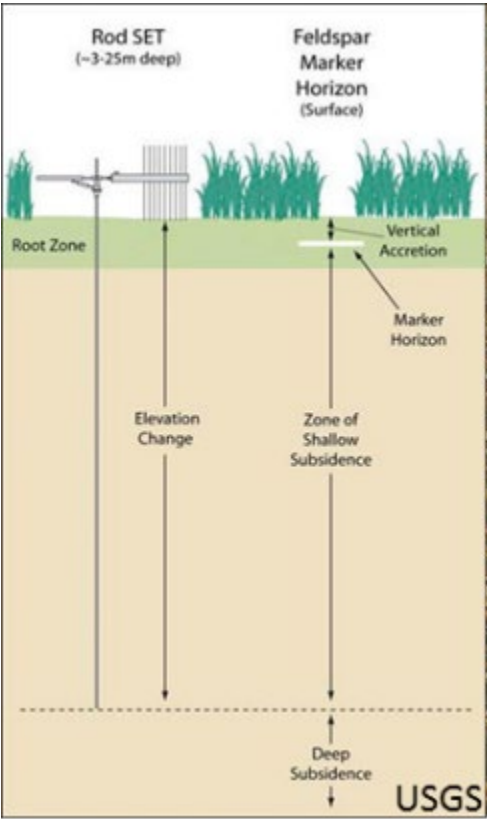 Rod SET
(~3-25m deep)
Feldspar
Marker
Horizon
(Surface)
Root Zone
Vertical
Accretion
Marker
Horizon
Elevation
Change
Zone of
Shallow
Subsidence
Deep
Subsidence
USGS